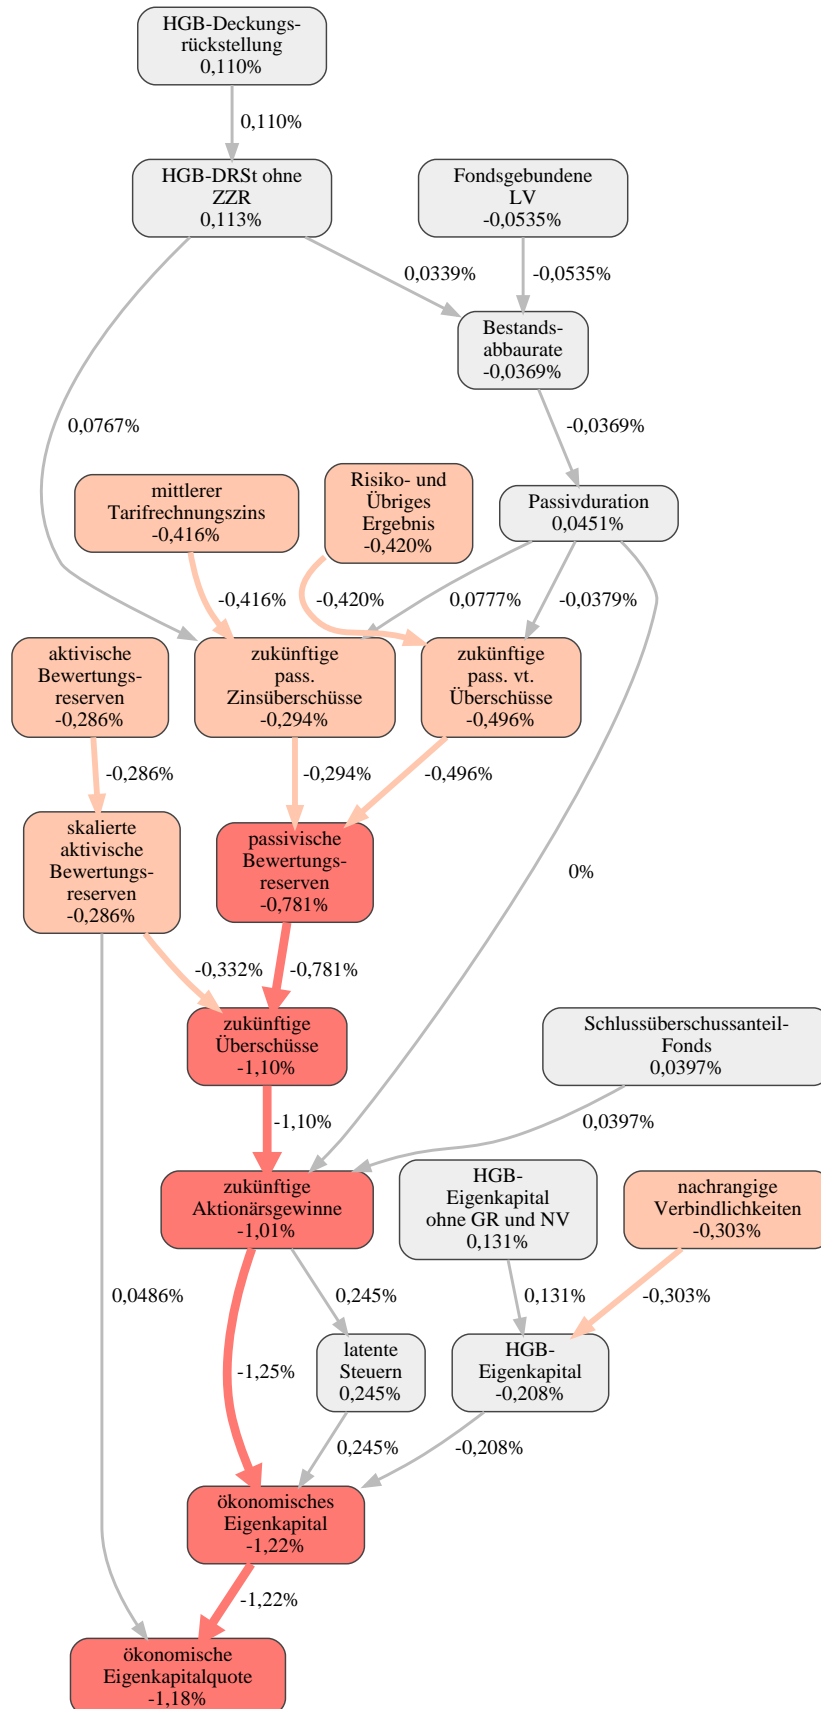 HGB-Deckungs-
rückstellung
0,110%
0,110%
HGB-DRSt ohne
ZZR
0,113%
Fondsgebundene
LV
-0,0535%
0,0339%
-0,0535%
Bestands-
abbaurate
-0,0369%
0,0767%
-0,0369%
mittlerer
Tarifrechnungszins
-0,416%
Risiko- und
Übriges
Ergebnis
-0,420%
Passivduration
0,0451%
-0,416%
-0,420%
0,0777%
-0,0379%
aktivische
Bewertungs-
reserven
-0,286%
zukünftige
pass.
Zinsüberschüsse
-0,294%
zukünftige
pass. vt.
Überschüsse
-0,496%
-0,286%
-0,294%
-0,496%
skalierte
aktivische
Bewertungs-
reserven
-0,286%
passivische
Bewertungs-
reserven
-0,781%
0%
-0,332%
-0,781%
zukünftige
Überschüsse
-1,10%
Schlussüberschussanteil-
Fonds
0,0397%
-1,10%
0,0397%
zukünftige
Aktionärsgewinne
-1,01%
HGB-
Eigenkapital
ohne GR und NV
0,131%
nachrangige
Verbindlichkeiten
-0,303%
0,0486%
0,245%
0,131%
-0,303%
-1,25%
latente
Steuern
0,245%
HGB-
Eigenkapital
-0,208%
0,245%
-0,208%
ökonomisches
Eigenkapital
-1,22%
-1,22%
ökonomische
Eigenkapitalquote
-1,18%